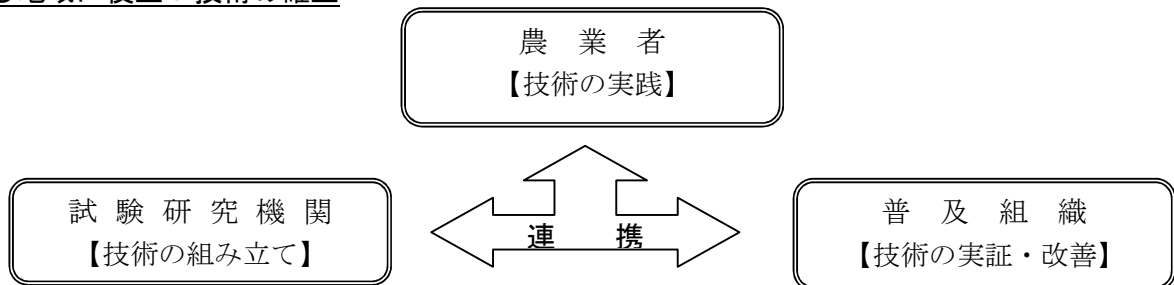 農業者
【技術の実践】
試験研究機関
【技術の組み立て】
連携
普及組織
【技術の実証・改善】